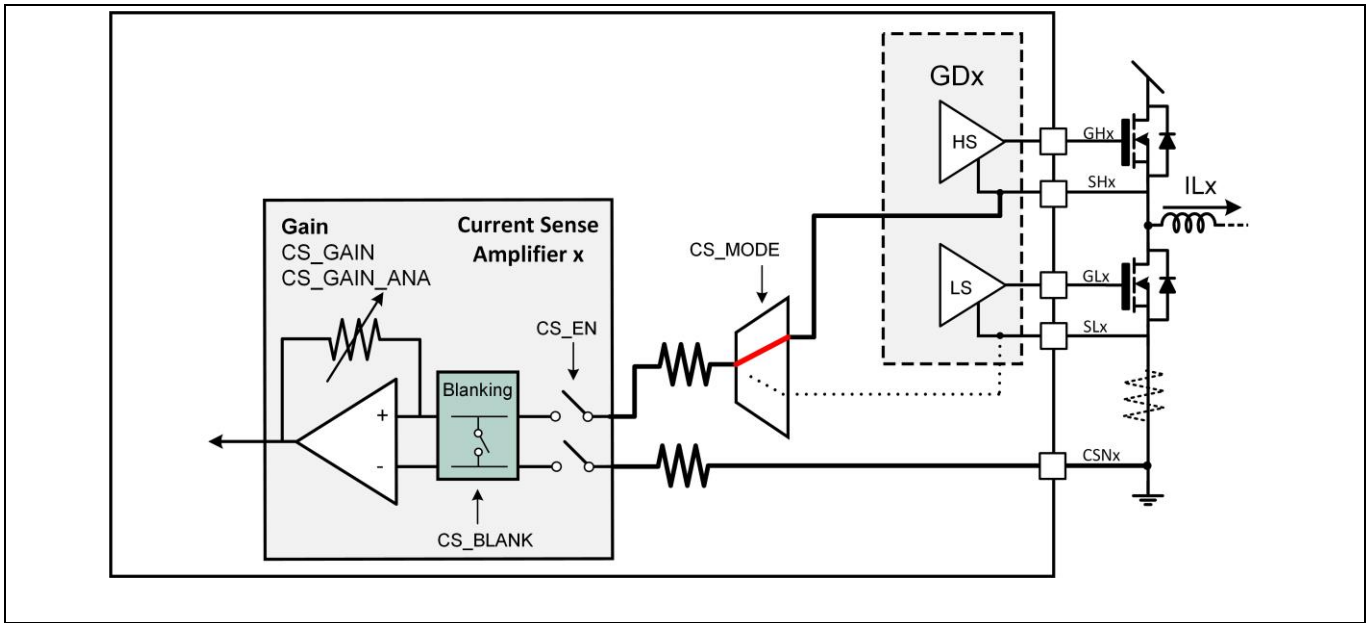 GDx
HS
GHx
SHx
ILx
Gain
CS_GAIN
CS_GAIN_ANA
Current Sense
Amplifier x
CS_MODE
LS
GLx
SLx
CS_EN
Blanking
+
-
CSNx
CS_BLANK